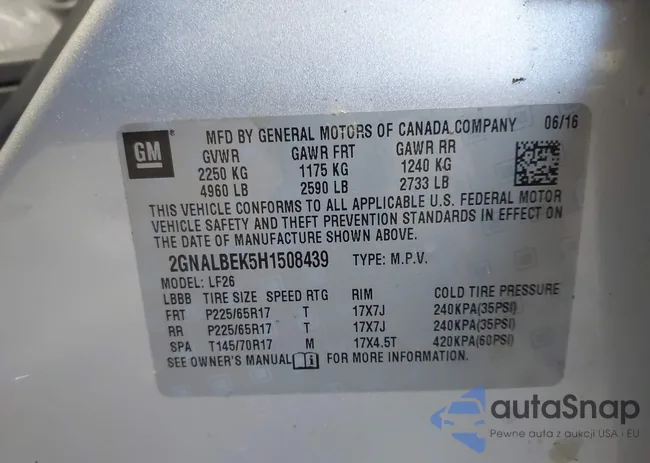 GM
MFD BY GENERAL MOTORS OF CANADA COMPANY 06/16
GVWR GAWR FRT GAWR RR
2250 KG 1175 KG 1240 KG
4960 LB 2590 LB 2733 LB
THIS VEHICLE CONFORMS TO ALL APPLICABLE U.S. FEDERAL MOTOR
VEHICLE SAFETY AND THEFT PREVENTION STANDARDS IN EFFECT ON
THE DATE OF MANUFACTURE SHOWN ABOVE.
2GNALBEK5H1508439 TYPE: M.P.V.
MODEL: LF26
LBBB TIRE SIZE SPEED RTG RIM COLD TIRE PRESSURE
FRT P225/65R17 T 17X7J 240KPA(35PSI)
RR P225/65R17 T 17X7J 240KPA(35PSI)
SPA T145/70R17 M 17X4.5T 420KPA(60PSI)
SEE OWNER'S MANUAL FOR MORE INFORMATION.
autaSnap
Pewne auta z aukcji USA i EU